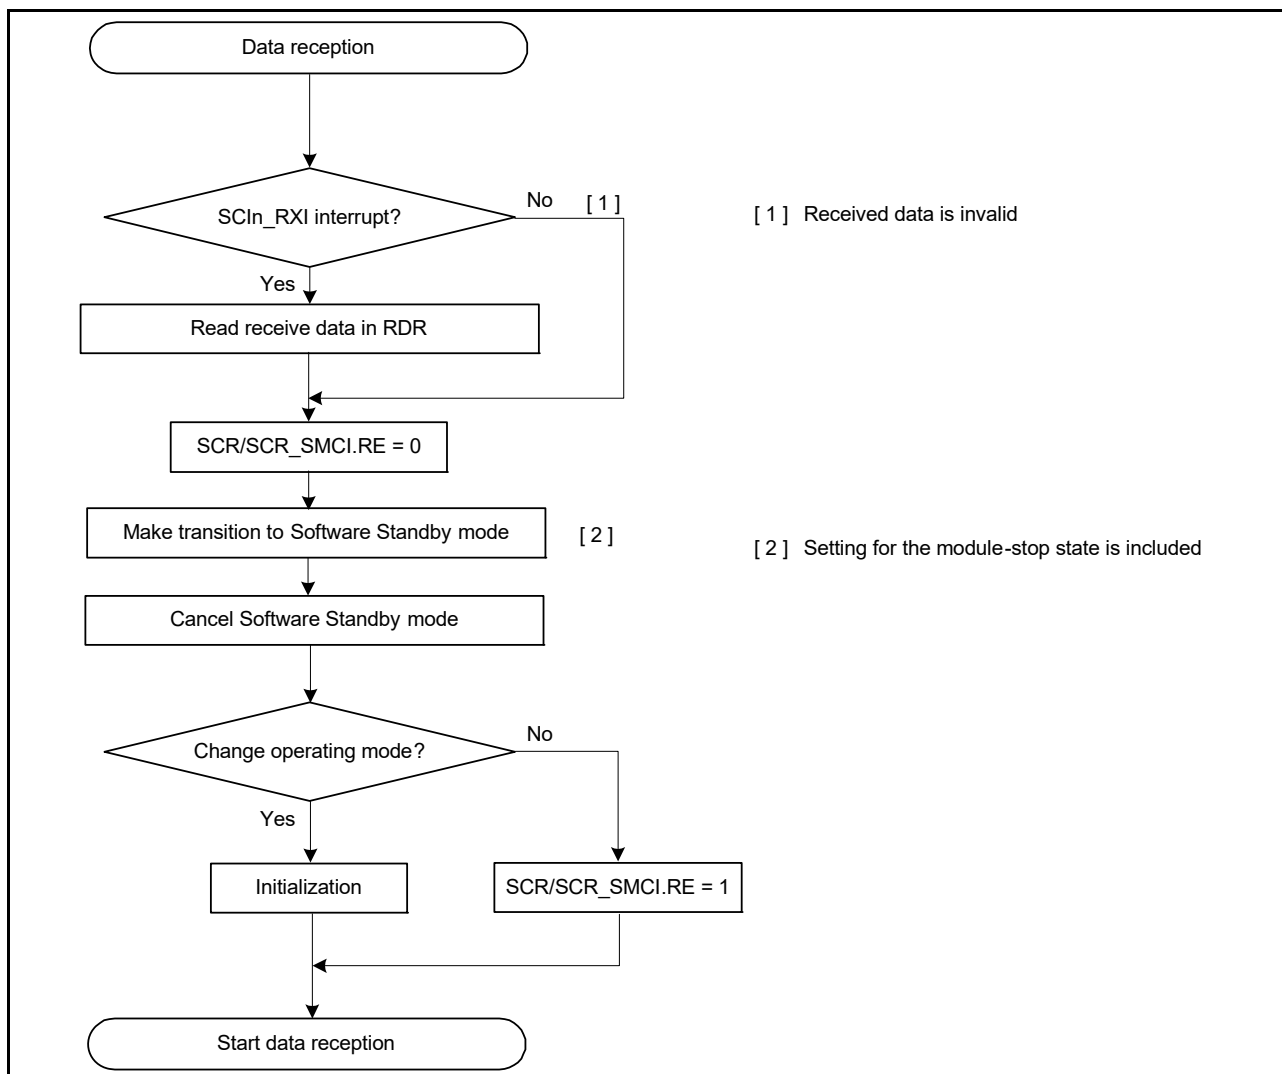 Data reception
SCIn_RXI interrupt?
No
[ 1 ]
[ 1 ] Received data is invalid
Yes
Read receive data in RDR
SCR/SCR_SMCI.RE = 0
Make transition to Software Standby mode
[ 2 ]
[ 2 ] Setting for the module-stop state is included
Cancel Software Standby mode
Change operating mode?
No
Yes
Initialization
SCR/SCR_SMCI.RE = 1
Start data reception